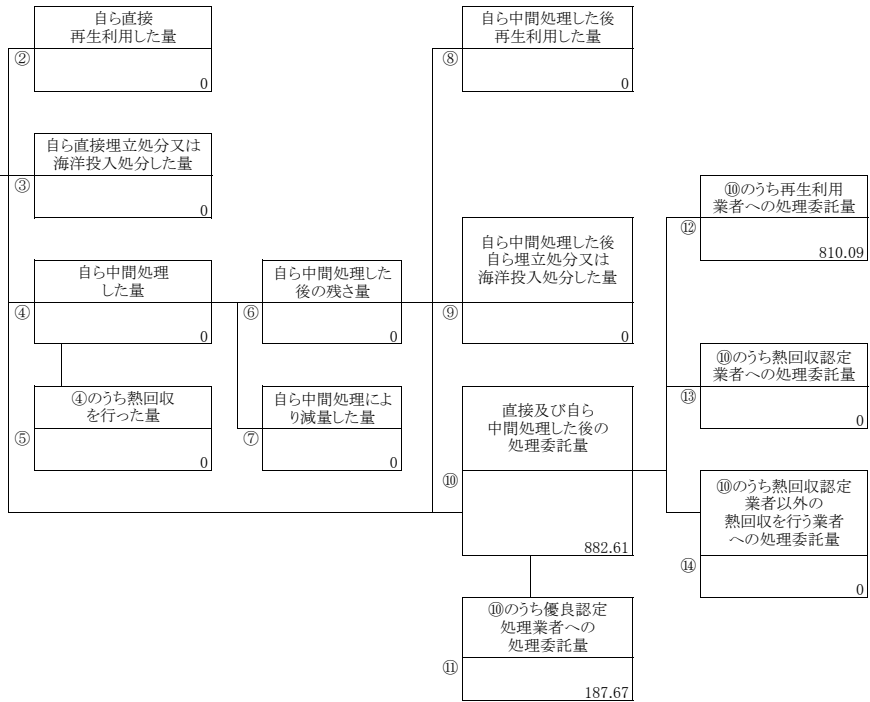 自ら直接
再生利用した量
②
0
自ら直接埋立処分又は
海洋投入処分した量
③
0
自ら中間処理
した量
④
0
④のうち熱回収
を行った量
⑤
0
自ら中間処理した
後の残さ量
⑥
0
自ら中間処理によ
り減量した量
⑦
0
自ら中間処理した後
再生利用した量
⑧
0
自ら中間処理した後
自ら埋立処分又は
海洋投入処分した量
⑨
0
直接及び自ら
中間処理した後の
処理委託量
⑩
882.61
⑩のうち優良認定
処理業者への
処理委託量
⑪
187.67
⑩のうち再生利用
業者への処理委託量
⑫
810.09
⑩のうち熱回収認定
業者への処理委託量
⑬
0
⑩のうち熱回収認定
業者以外の
熱回収を行う業者
への処理委託量
⑭
0